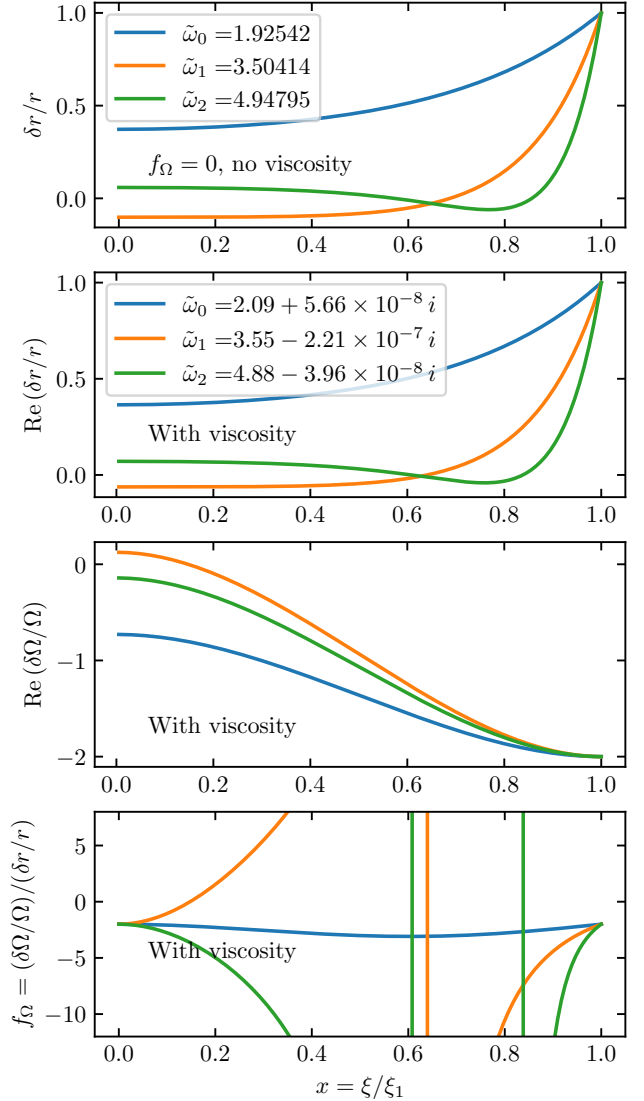 1.0
0.5
0.0
δr/r
ω̃₀ =1.92542
ω̃₁ =3.50414
ω̃₂ =4.94795
f_Ω = 0, no viscosity
0.0 0.2 0.4 0.6 0.8 1.0
1.0
0.5
0.0
Re (δr/r)
ω̃₀ =2.09 + 5.66 × 10⁻⁸ i
ω̃₁ =3.55 − 2.21 × 10⁻⁷ i
ω̃₂ =4.88 − 3.96 × 10⁻⁸ i
With viscosity
0.0 0.2 0.4 0.6 0.8 1.0
0
−1
−2
Re (δΩ/Ω)
With viscosity
0.0 0.2 0.4 0.6 0.8 1.0
5
0
−5
−10
f_Ω = (δΩ/Ω)/(δr/r)
With viscosity
0.0 0.2 0.4 0.6 0.8 1.0
x = ξ/ξ₁